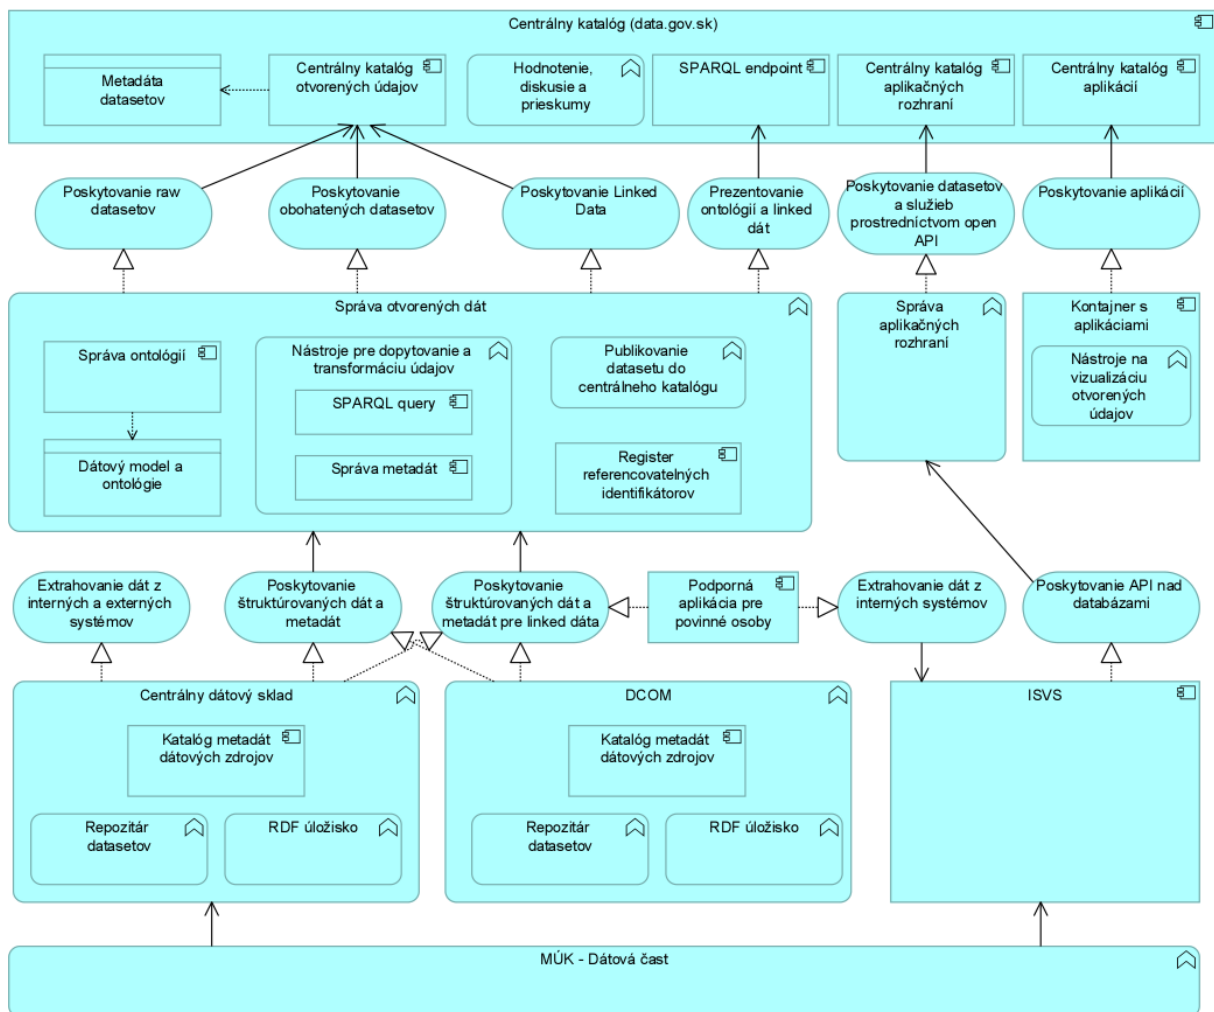 Centrálny katalóg (data.gov.sk)
Metadáta
datasetov
Centrálny katalóg
otvorených údajov
Hodnotenie,
diskusie a
prieskumy
SPARQL endpoint
Centrálny katalóg
aplikačných
rozhraní
Centrálny katalóg
aplikácií
Poskytovanie raw
datasetov
Poskytovanie
obohatených datasetov
Poskytovanie Linked
Data
Prezentovanie
ontológií a linked
dát
Poskytovanie datasetov
a služieb
prostredníctvom open
API
Poskytovanie aplikácií
Správa otvorených dát
Správa ontológií
Dátový model a
ontológie
Nástroje pre dopytovanie a
transformáciu údajov
SPARQL query
Správa metadát
Publikovanie
datasetu do
centrálneho katalógu
Register
referencovatelných
identifikátorov
Správa
aplikačných
rozhraní
Kontajner s
aplikáciami
Nástroje na
vizualizáciu
otvorených
údajov
Extrahovanie dát z
interných a externých
systémov
Poskytovanie
štruktúrovaných dát a
metadát
Poskytovanie
štruktúrovaných dát a
metadát pre linked dáta
Podporná
aplikácia pre
povinné osoby
Extrahovanie dát z
interných systémov
Poskytovanie API nad
databázami
Centrálny dátový sklad
Katalóg metadát
dátových zdrojov
Repozitár
datasetov
RDF úložisko
DCOM
Katalóg metadát
dátových zdrojov
Repozitár
datasetov
RDF úložisko
ISVS
MÚK - Dátová čast